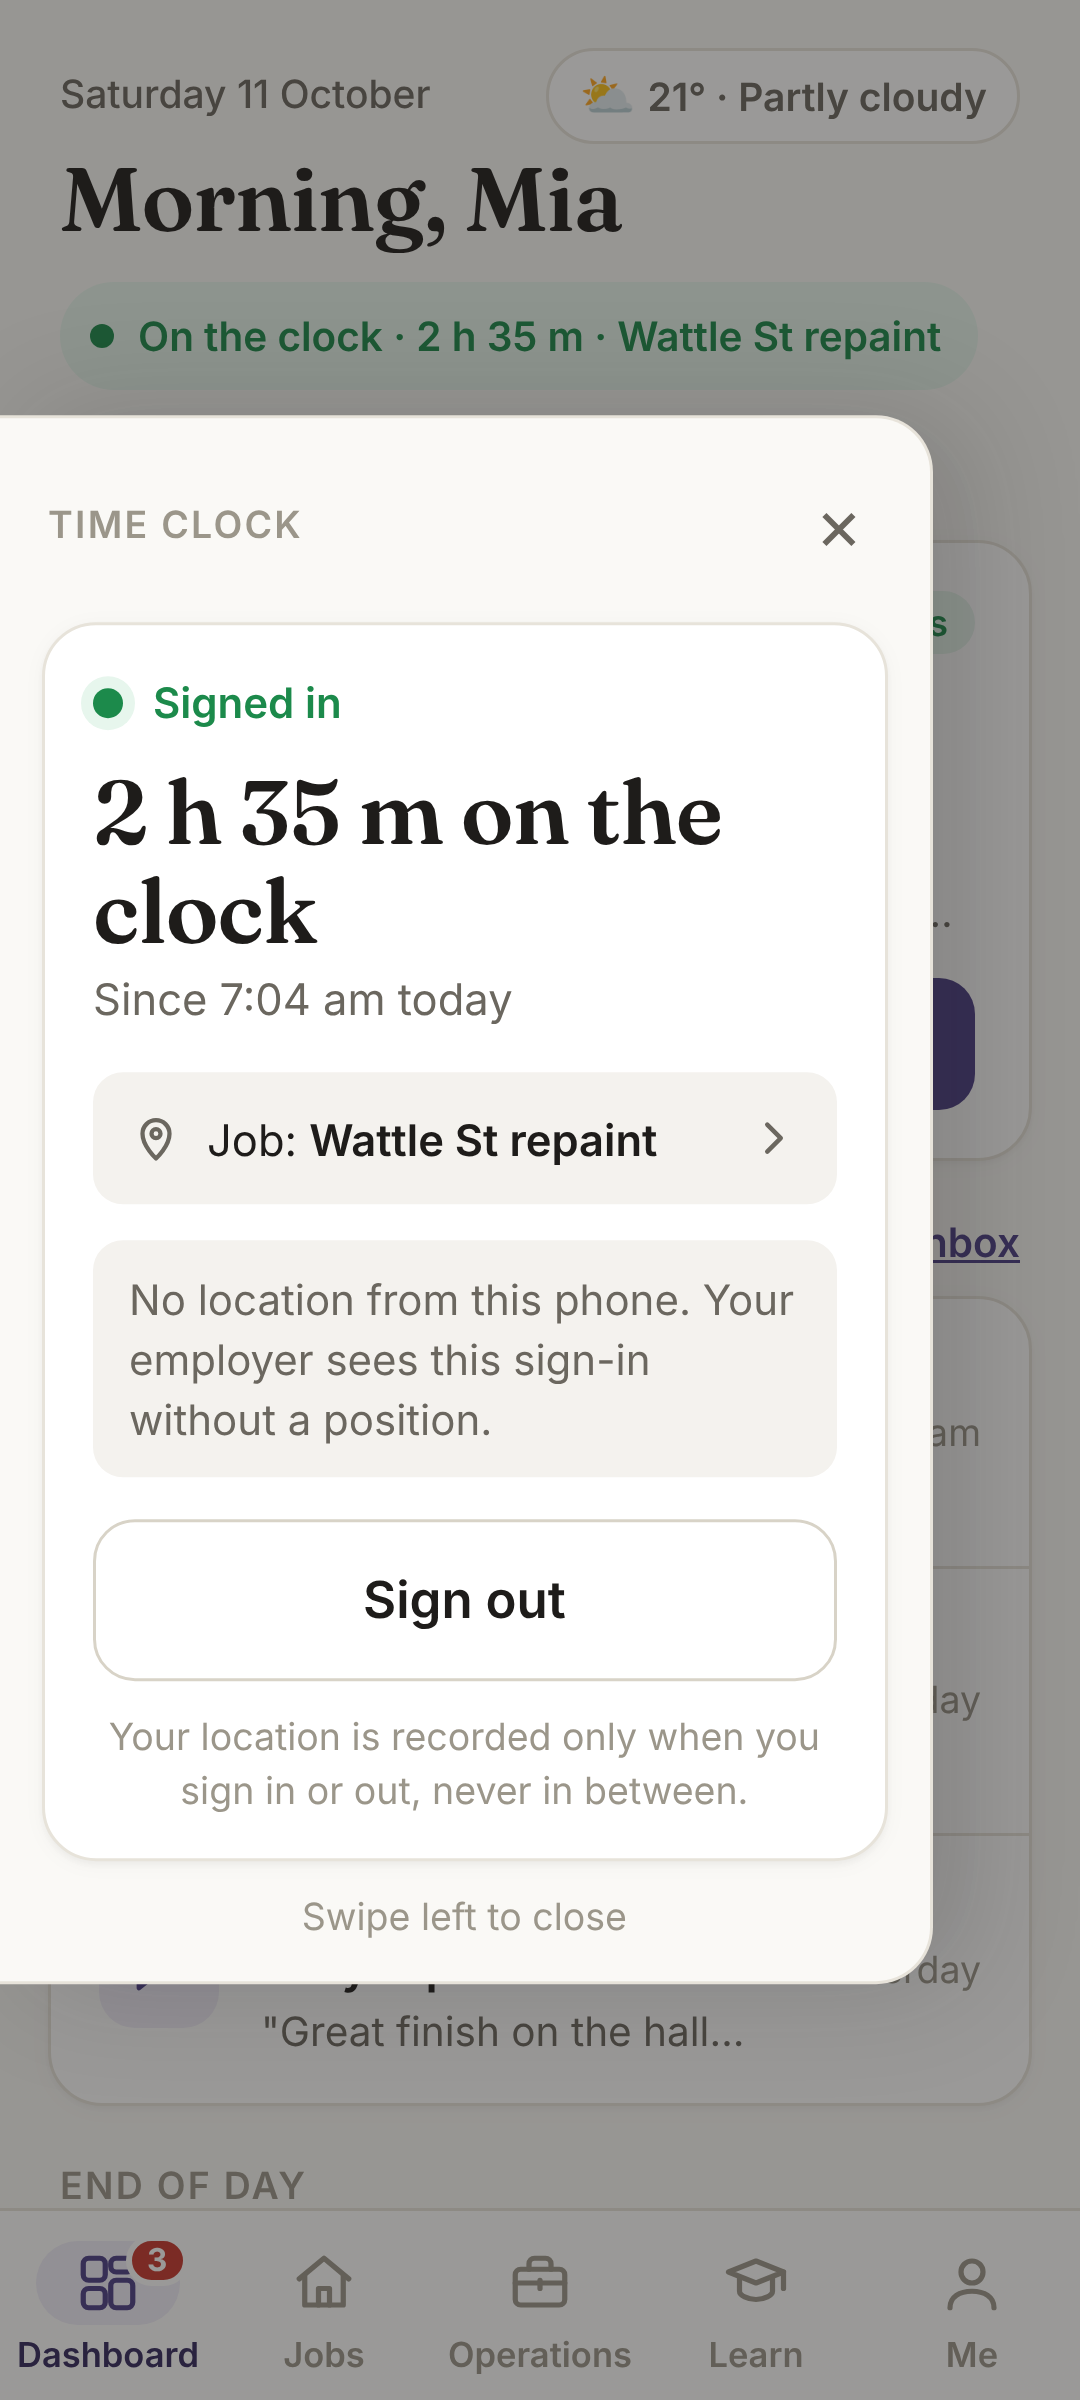 Saturday 11 October
21° · Partly cloudy
Morning, Mia
On the clock · 2 h 35 m · Wattle St repaint
TIME CLOCK
Signed in
2 h 35 m on the
clock
Since 7:04 am today
Job: Wattle St repaint
No location from this phone. Your
employer sees this sign-in
without a position.
Sign out
Your location is recorded only when you
sign in or out, never in between.
Swipe left to close
am
"Great finish on the hall...
END OF DAY
3
Dashboard
Jobs
Operations
Learn
Me